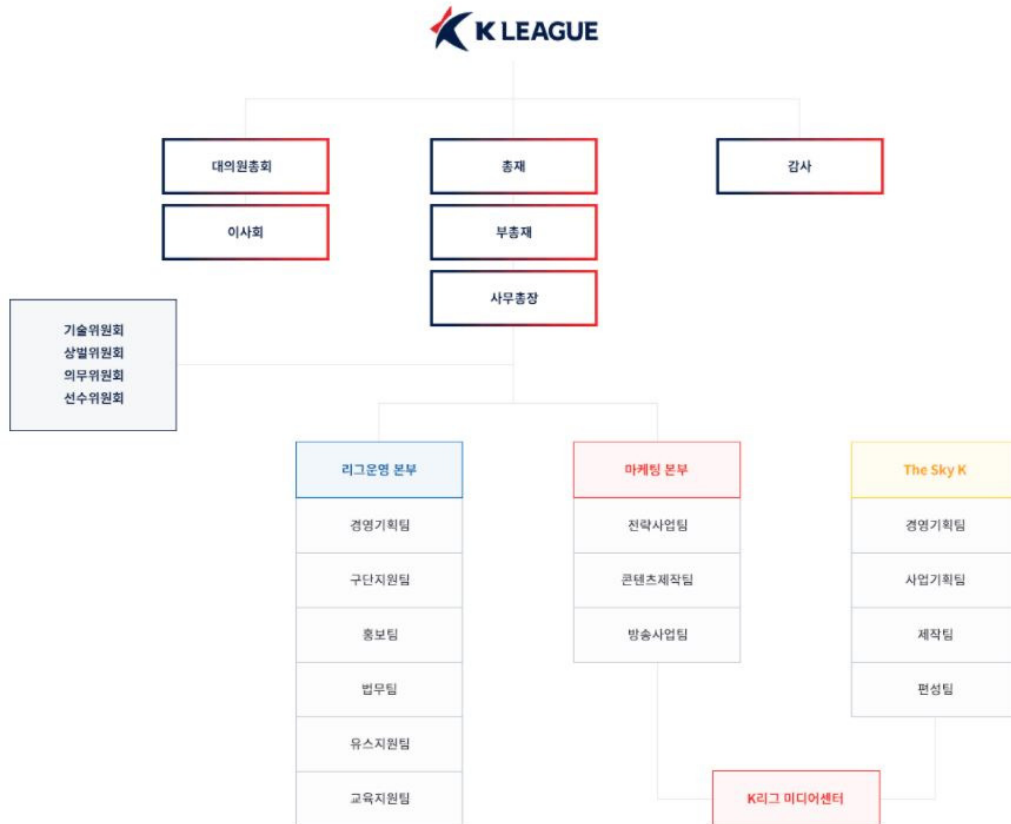 K LEAGUE
대의원총회
총재
감사
이사회
부총재
사무총장
기술위원회
상벌위원회
의무위원회
선수위원회
리그운영 본부
마케팅 본부
The Sky K
경영기획팀
전략사업팀
경영기획팀
구단지원팀
콘텐츠제작팀
사업기획팀
홍보팀
방송사업팀
제작팀
법무팀
편성팀
유스지원팀
교육지원팀
K리그 미디어센터